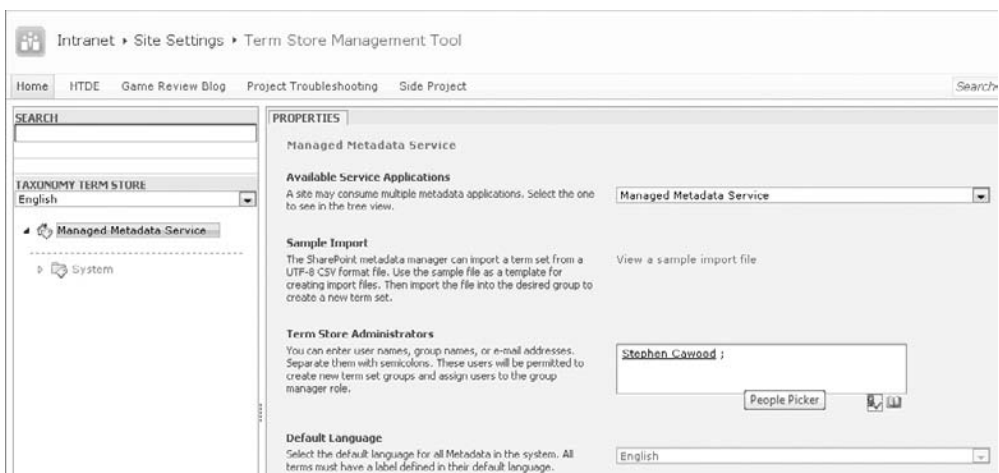 Intranet ▸ Site Settings ▸ Term Store Management Tool
Home HTDE Game Review Blog Project Troubleshooting Side Project
Search
SEARCH
TAXONOMY TERM STORE
English
Managed Metadata Service
System
PROPERTIES
Managed Metadata Service
Available Service Applications
A site may consume multiple metadata applications. Select the one
to see in the tree view.
Managed Metadata Service
Sample Import
The SharePoint metadata manager can import a term set from a
UTF-8 CSV format file. Use the sample file as a template for
creating import files. Then import the file into the desired group to
create a new term set.
View a sample import file
Term Store Administrators
You can enter user names, group names, or e-mail addresses.
Separate them with semicolons. These users will be permitted to
create new term set groups and assign users to the group
manager role.
Stephen Cawood ;
People Picker
Default Language
Select the default language for all Metadata in the system. All
terms must have a label defined in their default language.
English